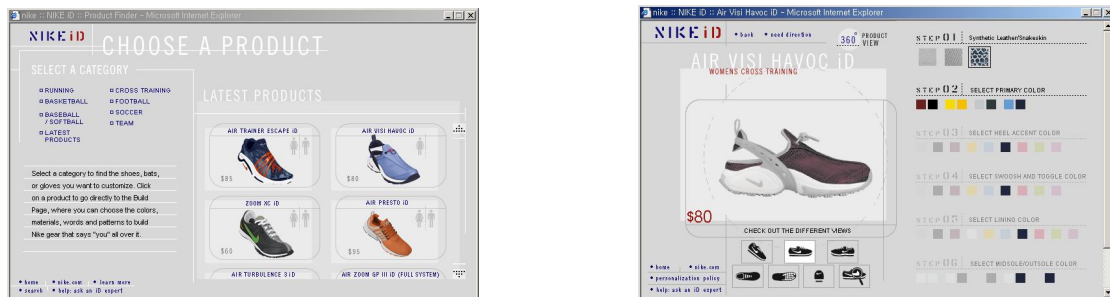 nike :: NIKE iD :: Product Finder - Microsoft Internet Explorer
NIKEiD
CHOOSE A PRODUCT
SELECT A CATEGORY
RUNNING
BASKETBALL
BASEBALL
/ SOFTBALL
LATEST
PRODUCTS
CROSS TRAINING
FOOTBALL
SOCCER
TEAM
Select a category to find the shoes, bats,
or gloves you want to customize. Click
on a product to go directly to the Build
Page, where you can choose the colors,
materials, words and patterns to build
Nike gear that says "you" all over it.
LATEST PRODUCTS
AIR TRAINER ESCAPE iD
$85
AIR VISI HAVOC iD
$80
ZOOM XC iD
$60
AIR PRESTO iD
$95
AIR TURBULENCE 3 iD
AIR ZOOM GP III iD (FULL SYSTEM)
• home • nike.com • learn more
• search • help: ask an iD expert
nike :: NIKE iD :: Air Visi Havoc iD - Microsoft Internet Explorer
NIKEiD
• back • need direction
360° PRODUCT
VIEW
AIR VISI HAVOC iD
WOMENS CROSS TRAINING
$80
CHECK OUT THE DIFFERENT VIEWS
• home • nike.com
• personalization policy
• help: ask an iD expert
STEP 01 Synthetic Leather/Snakeskin
STEP 02 SELECT PRIMARY COLOR
STEP 03 SELECT HEEL ACCENT COLOR
STEP 04 SELECT SWOOSH AND TOGGLE COLOR
STEP 05 SELECT LINING COLOR
STEP 06 SELECT MIDSOLE/OUTSOLE COLOR